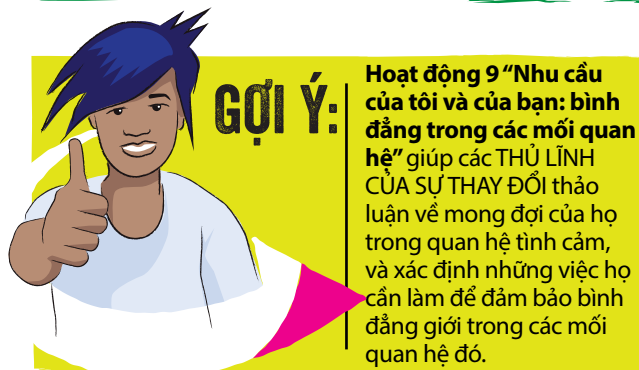 GỢI Ý:
Hoạt động 9 “Nhu cầu
của tôi và của bạn: bình
đẳng trong các mối quan
hệ” giúp các THỦ LĨNH
CỦA SỰ THAY ĐỔI thảo
luận về mong đợi của họ
trong quan hệ tình cảm,
và xác định những việc họ
cần làm để đảm bảo bình
đẳng giới trong các mối
quan hệ đó.